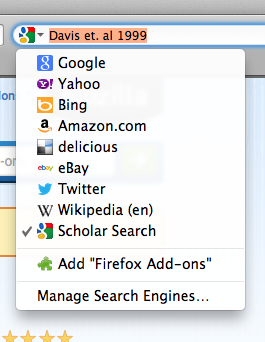 Davis et. al 1999
Google
Yahoo
Bing
Amazon.com
delicious
eBay
Twitter
Wikipedia (en)
Scholar Search
Add "Firefox Add-ons"
Manage Search Engines...